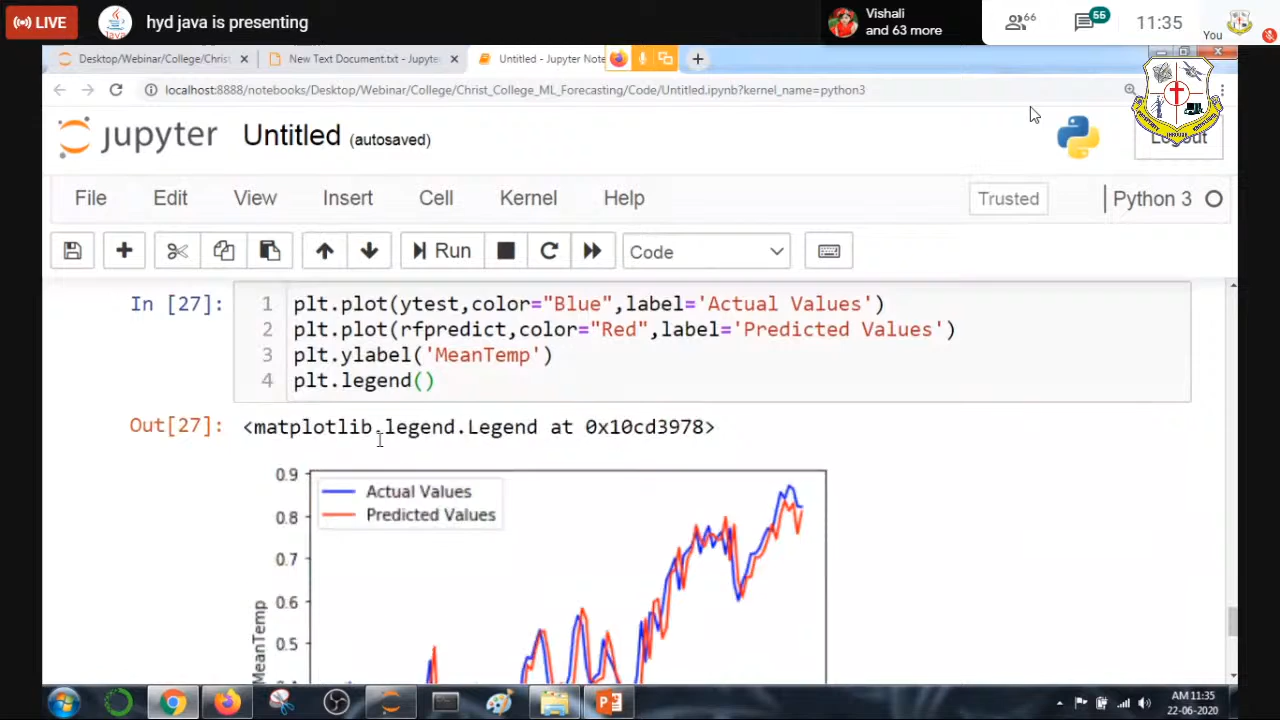 LIVE
hyd java is presenting
Vishali
and 63 more
66
55
11:35
You
Desktop/Webinar/College/Christ
New Text Document.txt - Jupyte
Untitled - Jupyter Note
localhost:8888/notebooks/Desktop/Webinar/College/Christ_College_ML_Forecasting/Code/Untitled.ipynb?kernel_name=python3
jupyter
Untitled (autosaved)
Logout
File Edit View Insert Cell Kernel Help
Trusted
Python 3
Run
Code
In [27]:
1 plt.plot(ytest,color="Blue",label='Actual Values')
2 plt.plot(rfpredict,color="Red",label='Predicted Values')
3 plt.ylabel('MeanTemp')
4 plt.legend()
Out[27]: <matplotlib.legend.Legend at 0x10cd3978>
0.9
Actual Values
Predicted Values
0.8
0.7
0.6
0.5
MeanTemp
AM 11:35
22-06-2020